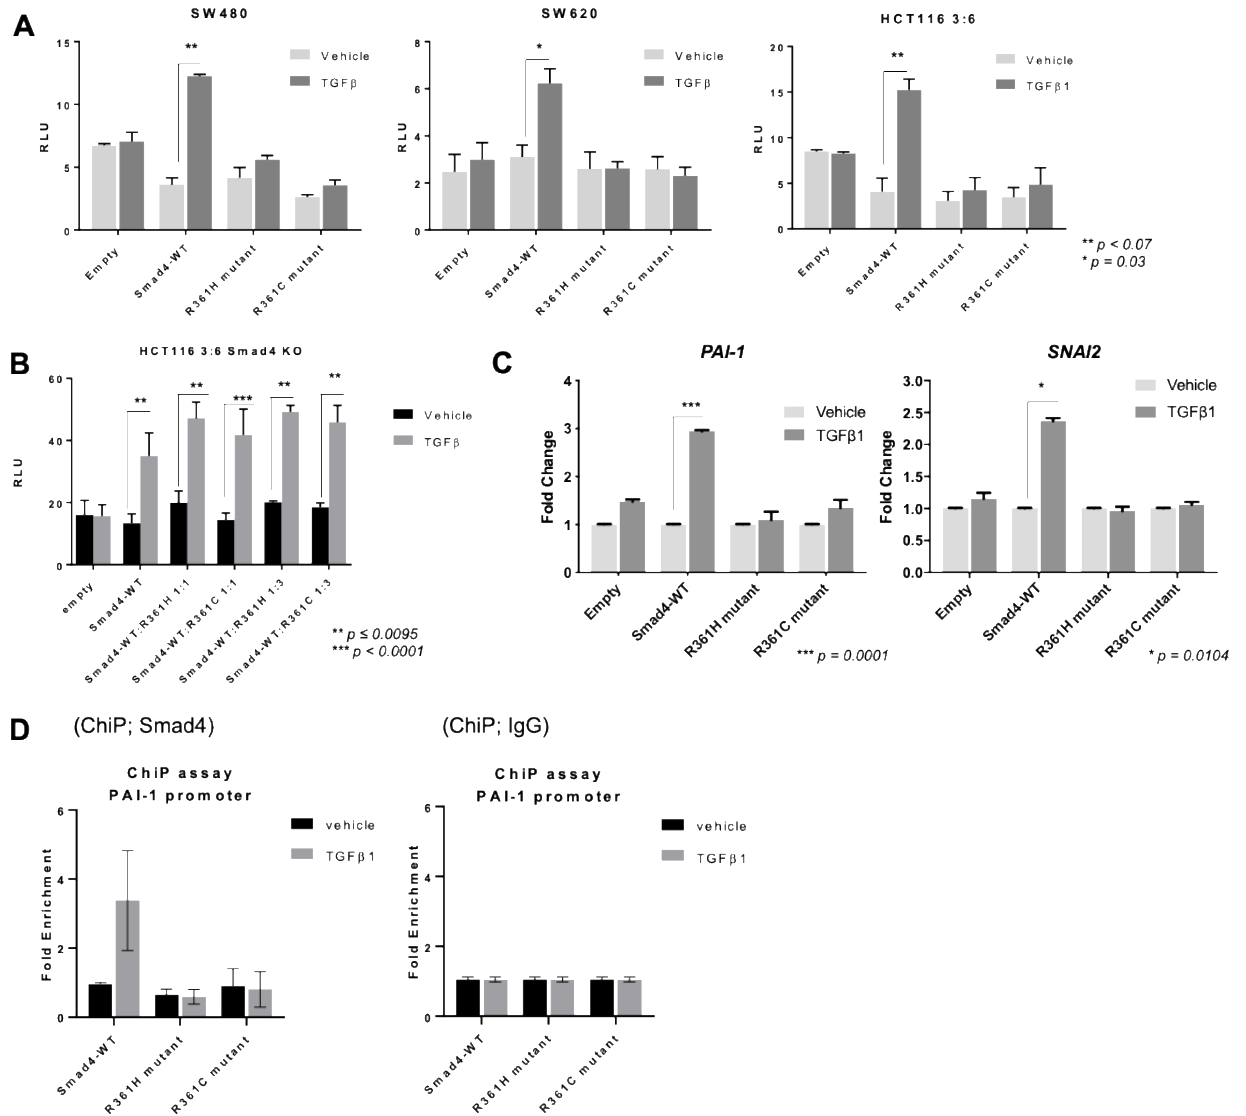 A
SW480
15
10
5
0
RLU
**
Vehicle
TGFβ
Empty
Smad4-WT
R361H mutant
R361C mutant
SW620
8
6
4
2
0
RLU
*
Vehicle
TGFβ
Empty
Smad4-WT
R361H mutant
R361C mutant
HCT116 3:6
20
15
10
5
0
RLU
**
Vehicle
TGFβ1
Empty
Smad4-WT
R361H mutant
R361C mutant
** p < 0.07
* p = 0.03
B
HCT116 3:6 Smad4 KO
60
40
20
0
RLU
**
**
***
**
**
Vehicle
TGFβ
empty
Smad4-WT
Smad4-WT:R361H 1:1
Smad4-WT:R361C 1:1
Smad4-WT:R361H 1:3
Smad4-WT:R361C 1:3
** p ≤ 0.0095
*** p < 0.0001
C
PAI-1
4
3
2
1
0
Fold Change
***
Vehicle
TGFβ1
Empty
Smad4-WT
R361H mutant
R361C mutant
*** p = 0.0001
SNAI2
3.0
2.5
2.0
1.5
1.0
0.5
0.0
Fold Change
*
Vehicle
TGFβ1
Empty
Smad4-WT
R361H mutant
R361C mutant
* p = 0.0104
D
(ChiP; Smad4)
ChiP assay
PAI-1 promoter
6
4
2
0
Fold Enrichment
vehicle
TGFβ1
Smad4-WT
R361H mutant
R361C mutant
(ChiP; IgG)
ChiP assay
PAI-1 promoter
6
4
2
0
Fold Enrichment
vehicle
TGFβ1
Smad4-WT
R361H mutant
R361C mutant